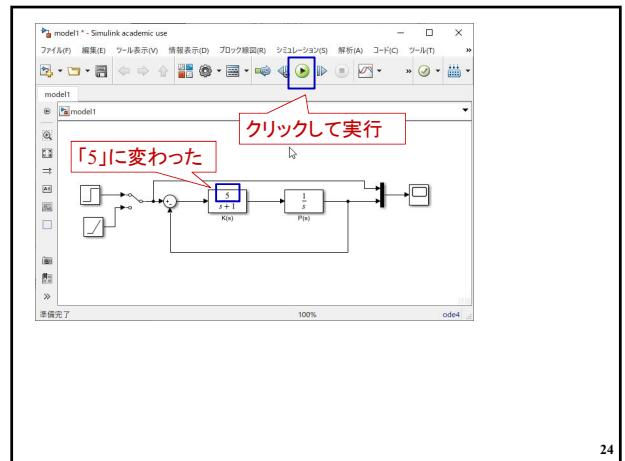 model1 * - Simulink academic use
ファイル(F) 編集(E) ツール表示(V) 情報表示(D) ブロック線図(R) シミュレーション(S) 解析(A) コード(C) ツール(T) »
model1
model1
クリックして実行
「5」に変わった
5
s + 1
K(s)
1
s
P(s)
準備完了 100% ode4
24